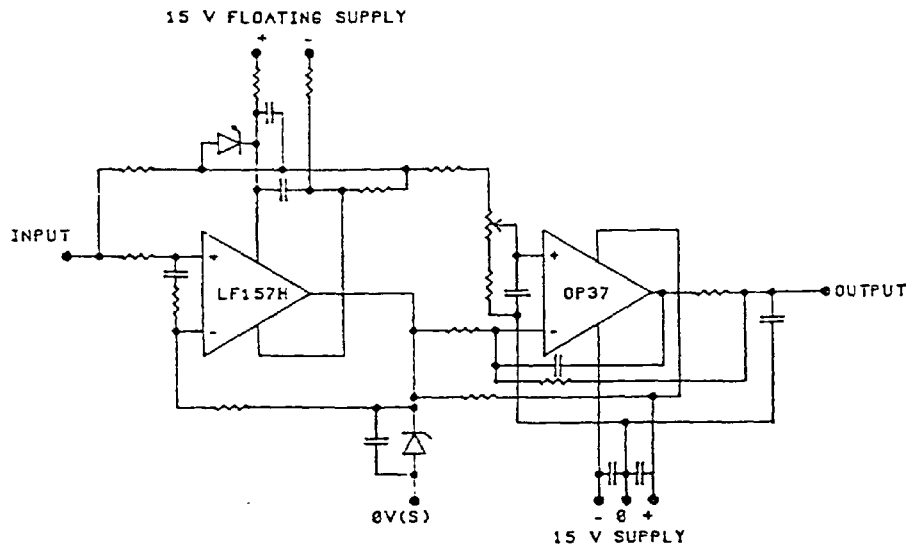 15 V FLOATING SUPPLY
+ -
INPUT
+
LF157H
-
+
OP37
-
OUTPUT
0V(S)
- 0 +
15 V SUPPLY